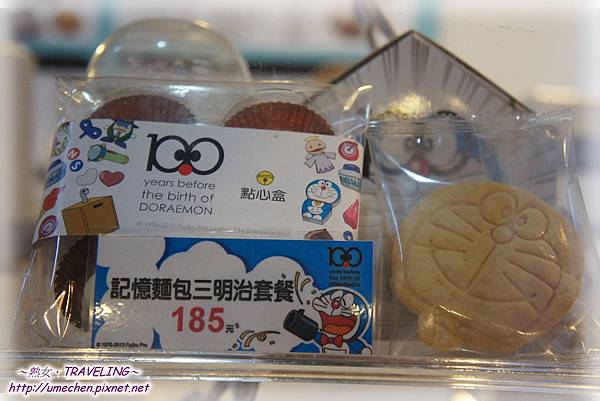 100
years before
the birth of
DORAEMON
點心盒
100
years before
the birth of
DORAEMON
記憶麵包三明治套餐
185元
~熟女·TRAVELING~
http://umechen.pixnet.net